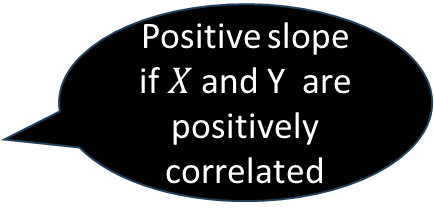 Positive slope
if X and Y are
positively
correlated